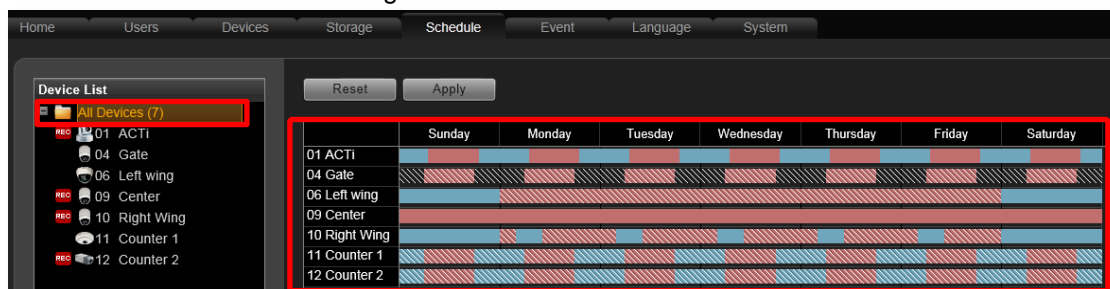 Home Users Devices Storage Schedule Event Language System
Device List
Reset Apply
All Devices (7)
REC 01 ACTi
04 Gate
06 Left wing
REC 09 Center
REC 10 Right Wing
11 Counter 1
REC 12 Counter 2
Sunday Monday Tuesday Wednesday Thursday Friday Saturday
01 ACTi
04 Gate
06 Left wing
09 Center
10 Right Wing
11 Counter 1
12 Counter 2